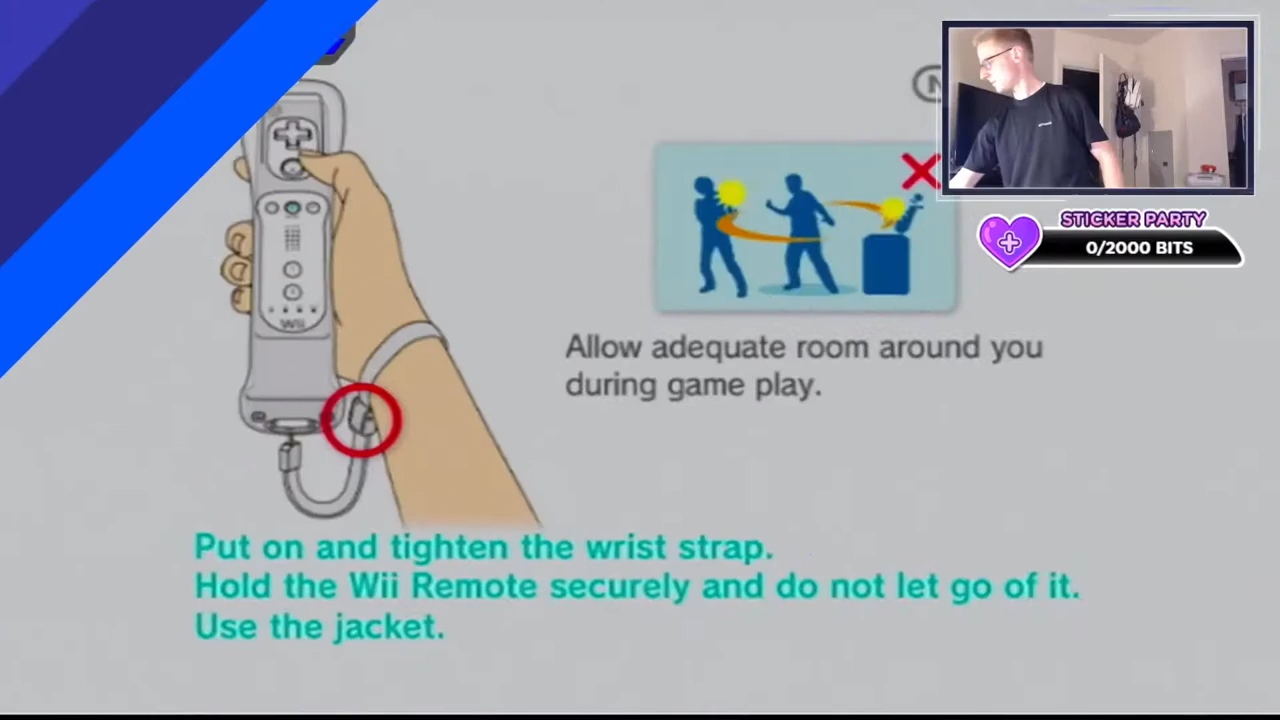 STICKER PARTY
0/2000 BITS
Wii
Allow adequate room around you
during game play.
Put on and tighten the wrist strap.
Hold the Wii Remote securely and do not let go of it.
Use the jacket.